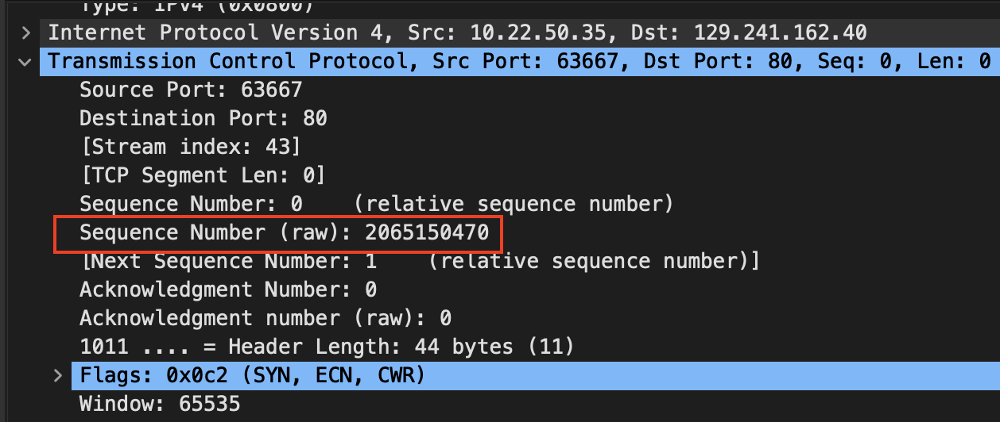 Type: IPv4 (0x0800)
Internet Protocol Version 4, Src: 10.22.50.35, Dst: 129.241.162.40
Transmission Control Protocol, Src Port: 63667, Dst Port: 80, Seq: 0, Len: 0
Source Port: 63667
Destination Port: 80
[Stream index: 43]
[TCP Segment Len: 0]
Sequence Number: 0    (relative sequence number)
Sequence Number (raw): 2065150470
[Next Sequence Number: 1    (relative sequence number)]
Acknowledgment Number: 0
Acknowledgment number (raw): 0
1011 .... = Header Length: 44 bytes (11)
Flags: 0x0c2 (SYN, ECN, CWR)
Window: 65535